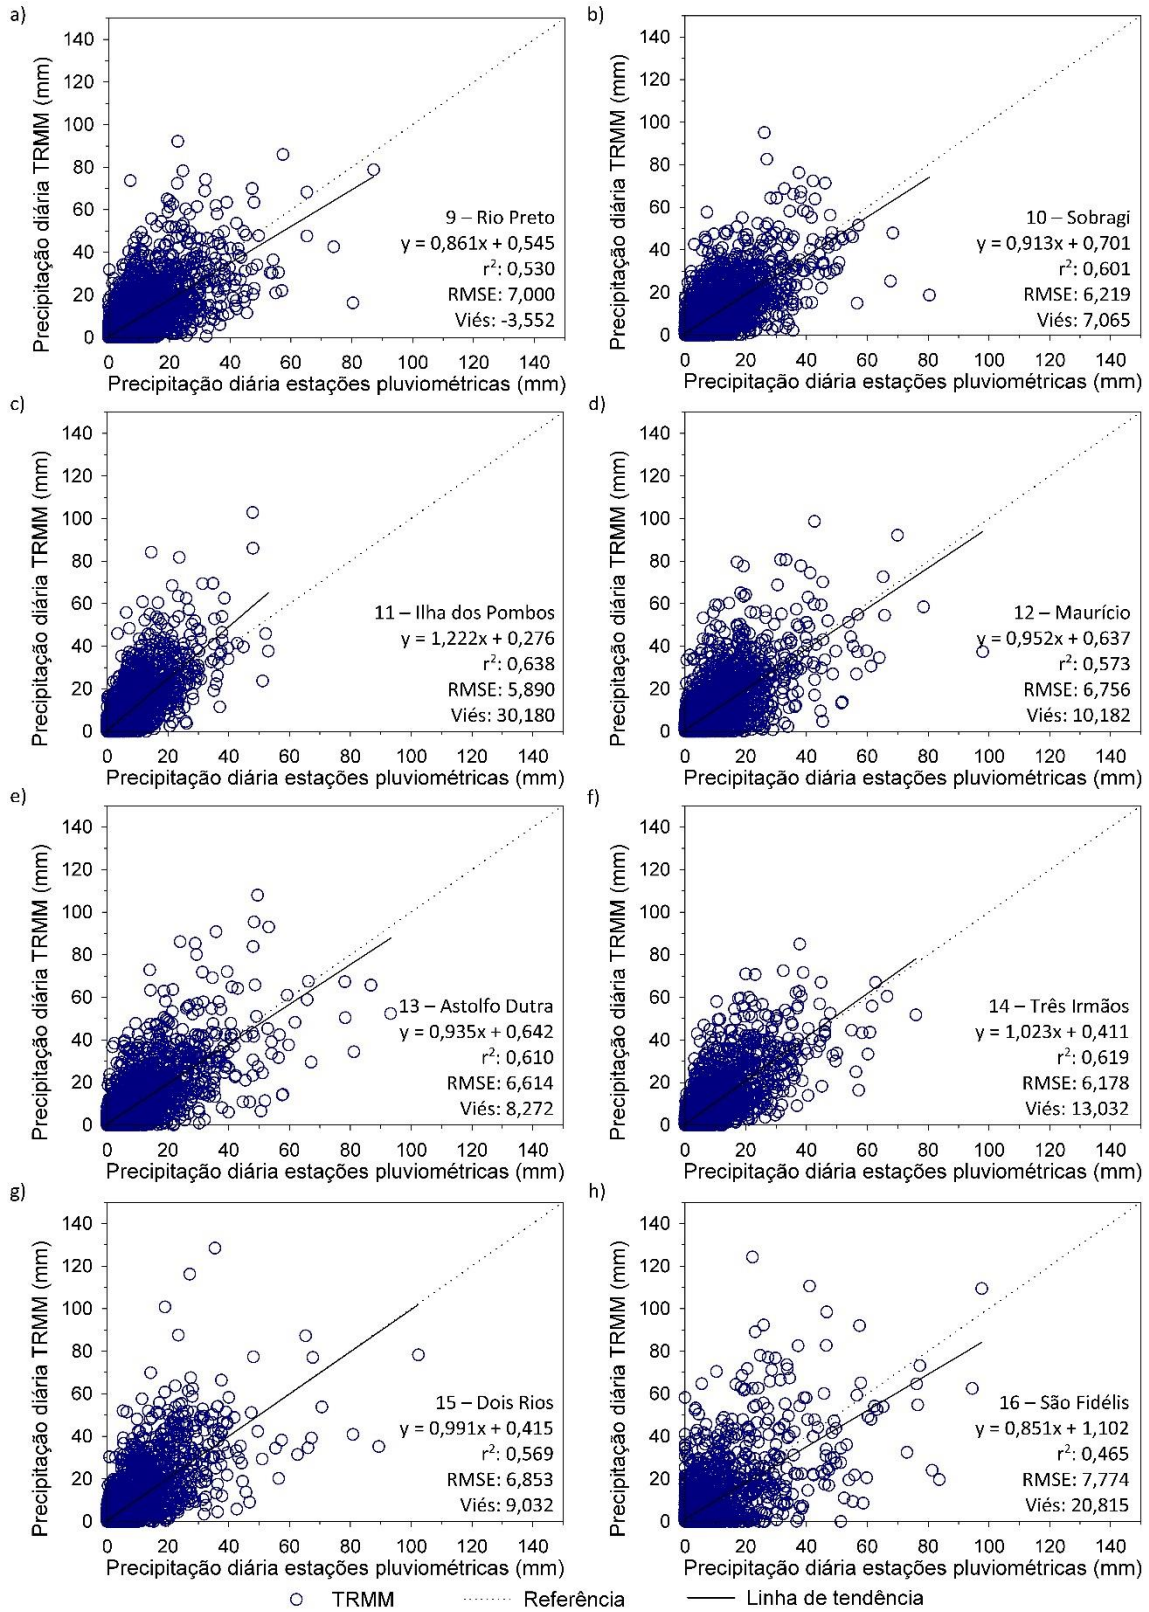 a)
Precipitação diária TRMM (mm)
140
120
100
80
60
40
20
0
9 – Rio Preto
y = 0,861x + 0,545
r²: 0,530
RMSE: 7,000
Viés: -3,552
0 20 40 60 80 100 120 140
Precipitação diária estações pluviométricas (mm)
b)
Precipitação diária TRMM (mm)
140
120
100
80
60
40
20
0
10 – Sobragi
y = 0,913x + 0,701
r²: 0,601
RMSE: 6,219
Viés: 7,065
0 20 40 60 80 100 120 140
Precipitação diária estações pluviométricas (mm)
c)
Precipitação diária TRMM (mm)
140
120
100
80
60
40
20
0
11 – Ilha dos Pombos
y = 1,222x + 0,276
r²: 0,638
RMSE: 5,890
Viés: 30,180
0 20 40 60 80 100 120 140
Precipitação diária estações pluviométricas (mm)
d)
Precipitação diária TRMM (mm)
140
120
100
80
60
40
20
0
12 – Maurício
y = 0,952x + 0,637
r²: 0,573
RMSE: 6,756
Viés: 10,182
0 20 40 60 80 100 120 140
Precipitação diária estações pluviométricas (mm)
e)
Precipitação diária TRMM (mm)
140
120
100
80
60
40
20
0
13 – Astolfo Dutra
y = 0,935x + 0,642
r²: 0,610
RMSE: 6,614
Viés: 8,272
0 20 40 60 80 100 120 140
Precipitação diária estações pluviométricas (mm)
f)
Precipitação diária TRMM (mm)
140
120
100
80
60
40
20
0
14 – Três Irmãos
y = 1,023x + 0,411
r²: 0,619
RMSE: 6,178
Viés: 13,032
0 20 40 60 80 100 120 140
Precipitação diária estações pluviométricas (mm)
g)
Precipitação diária TRMM (mm)
140
120
100
80
60
40
20
0
15 – Dois Rios
y = 0,991x + 0,415
r²: 0,569
RMSE: 6,853
Viés: 9,032
0 20 40 60 80 100 120 140
Precipitação diária estações pluviométricas (mm)
h)
Precipitação diária TRMM (mm)
140
120
100
80
60
40
20
0
16 – São Fidélis
y = 0,851x + 1,102
r²: 0,465
RMSE: 7,774
Viés: 20,815
0 20 40 60 80 100 120 140
Precipitação diária estações pluviométricas (mm)
TRMM Referência Linha de tendência